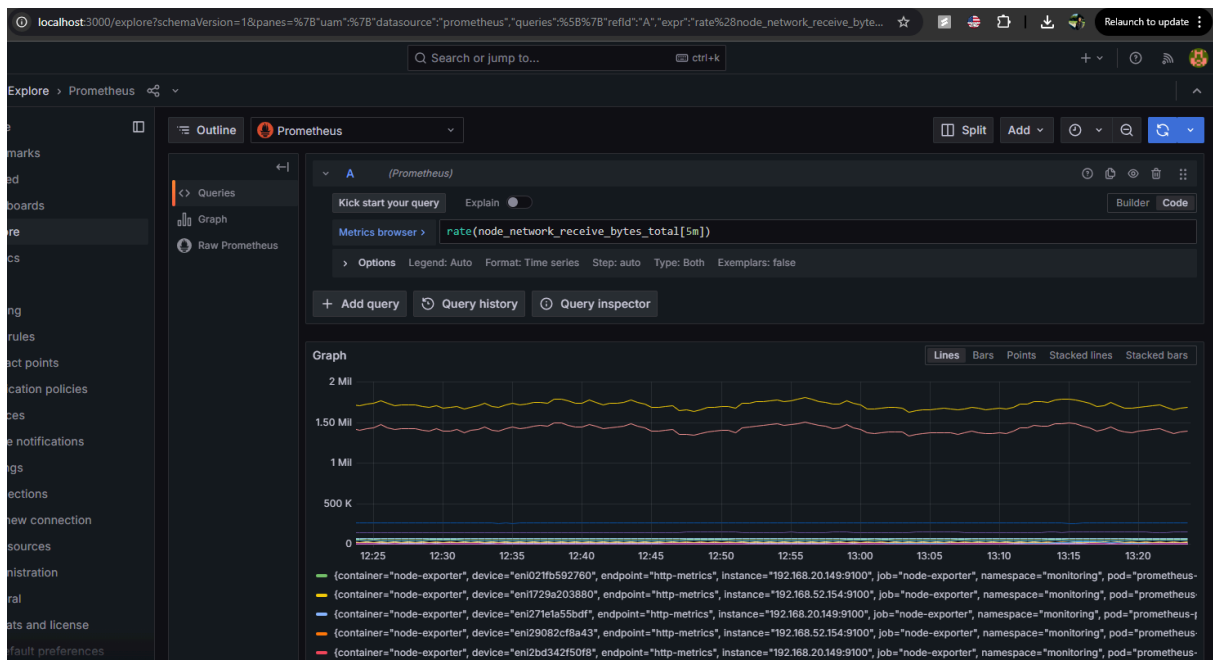 localhost:3000/explore?schemaVersion=1&panes=%7B"uam":%7B"datasource":"prometheus","queries":%5B%7B"refId":"A","expr":"rate%28node_network_receive_byte...
Relaunch to update
Search or jump to...
ctrl+k
Explore › Prometheus
marks
ed
boards
re
cs
ng
rules
act points
cation policies
ces
e notifications
ngs
ections
new connection
sources
nistration
ral
ats and license
efault preferences
Outline
Prometheus
Split
Add
Queries
Graph
Raw Prometheus
A (Prometheus)
Kick start your query
Explain
Builder
Code
Metrics browser >
rate(node_network_receive_bytes_total[5m])
> Options Legend: Auto Format: Time series Step: auto Type: Both Exemplars: false
+ Add query
Query history
Query inspector
Graph
Lines Bars Points Stacked lines Stacked bars
2 Mil
1.50 Mil
1 Mil
500 K
0
12:25 12:30 12:35 12:40 12:45 12:50 12:55 13:00 13:05 13:10 13:15 13:20
{container="node-exporter", device="eni021fb592760", endpoint="http-metrics", instance="192.168.20.149:9100", job="node-exporter", namespace="monitoring", pod="prometheus-
{container="node-exporter", device="eni1729a203880", endpoint="http-metrics", instance="192.168.52.154:9100", job="node-exporter", namespace="monitoring", pod="prometheus-
{container="node-exporter", device="eni271e1a55bdf", endpoint="http-metrics", instance="192.168.20.149:9100", job="node-exporter", namespace="monitoring", pod="prometheus-p
{container="node-exporter", device="eni29082cf8a43", endpoint="http-metrics", instance="192.168.52.154:9100", job="node-exporter", namespace="monitoring", pod="prometheus-
{container="node-exporter", device="eni2bd342f50f8", endpoint="http-metrics", instance="192.168.20.149:9100", job="node-exporter", namespace="monitoring", pod="prometheus-